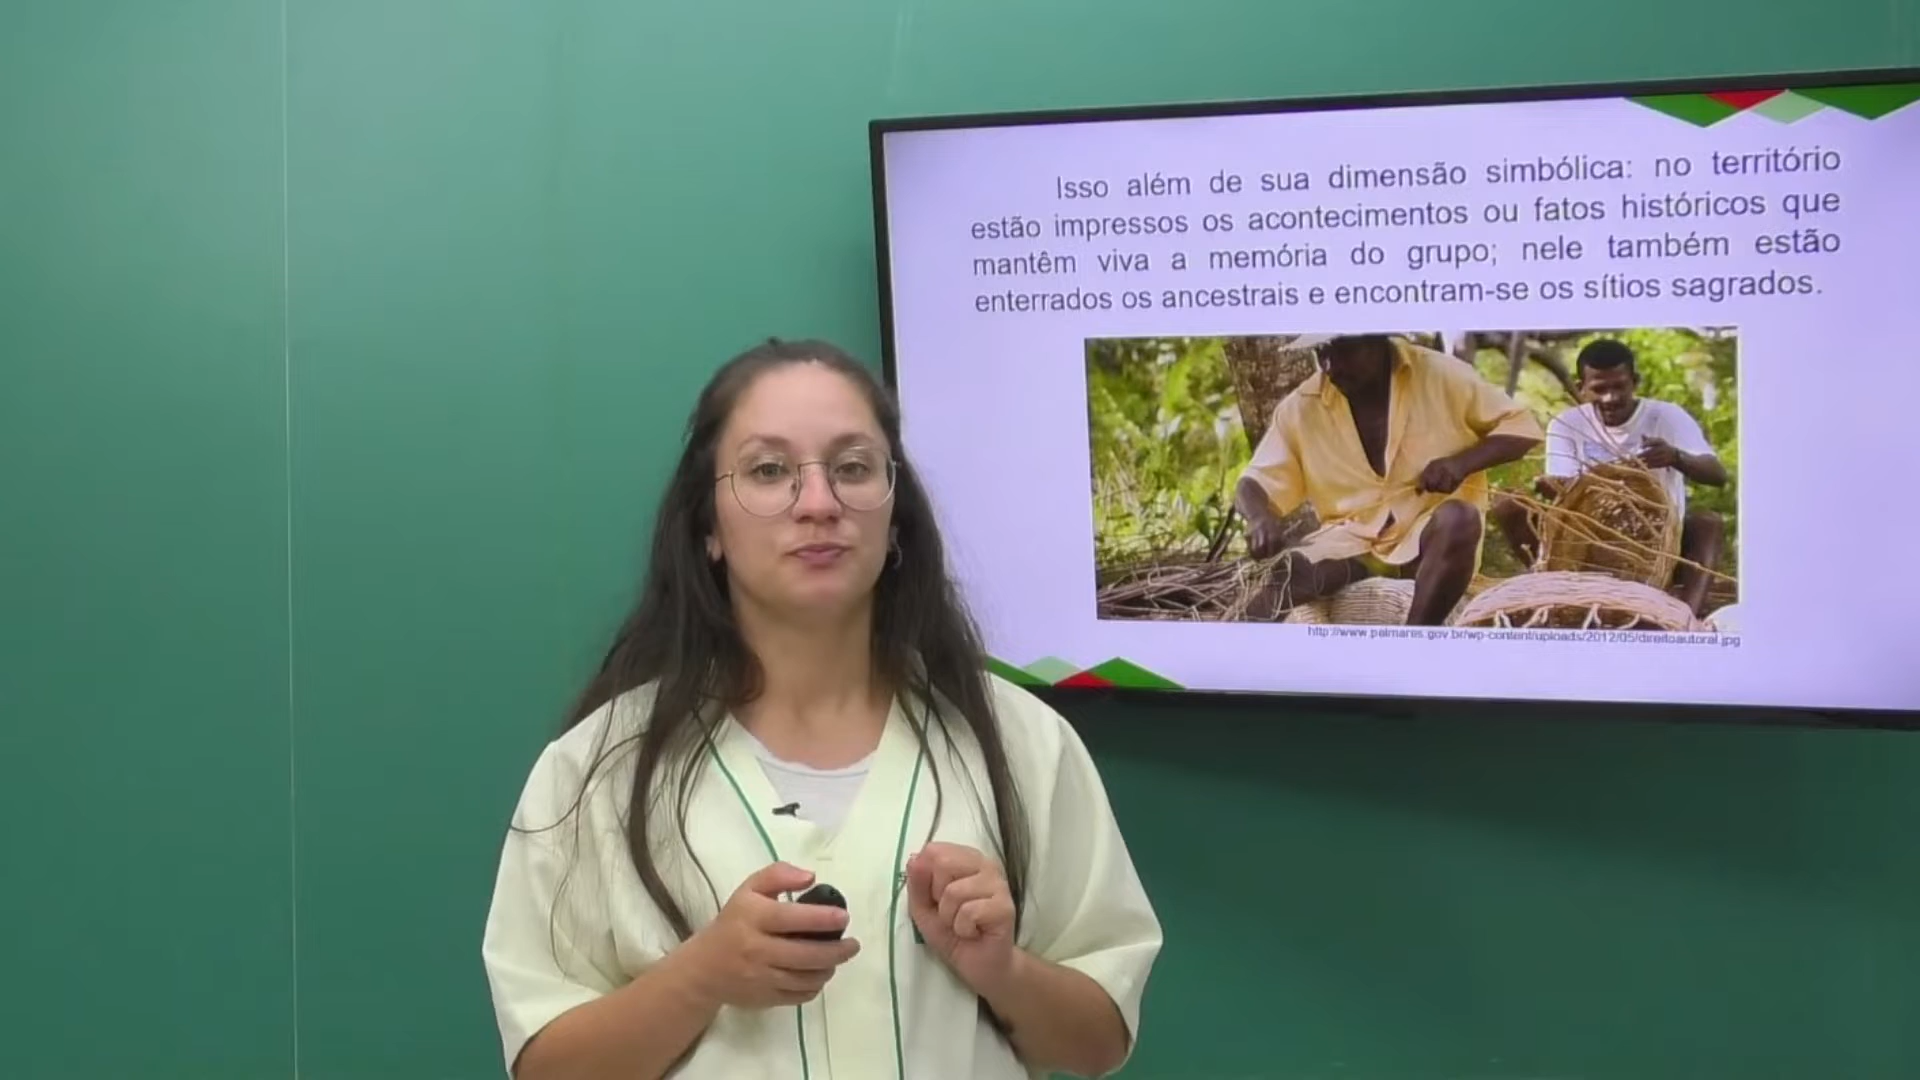 Isso além de sua dimensão simbólica: no território
estão impressos os acontecimentos ou fatos históricos que
mantêm viva a memória do grupo; nele também estão
enterrados os ancestrais e encontram-se os sítios sagrados.
http://www.palmares.gov.br/wp-content/uploads/2012/05/direitoautoral.jpg